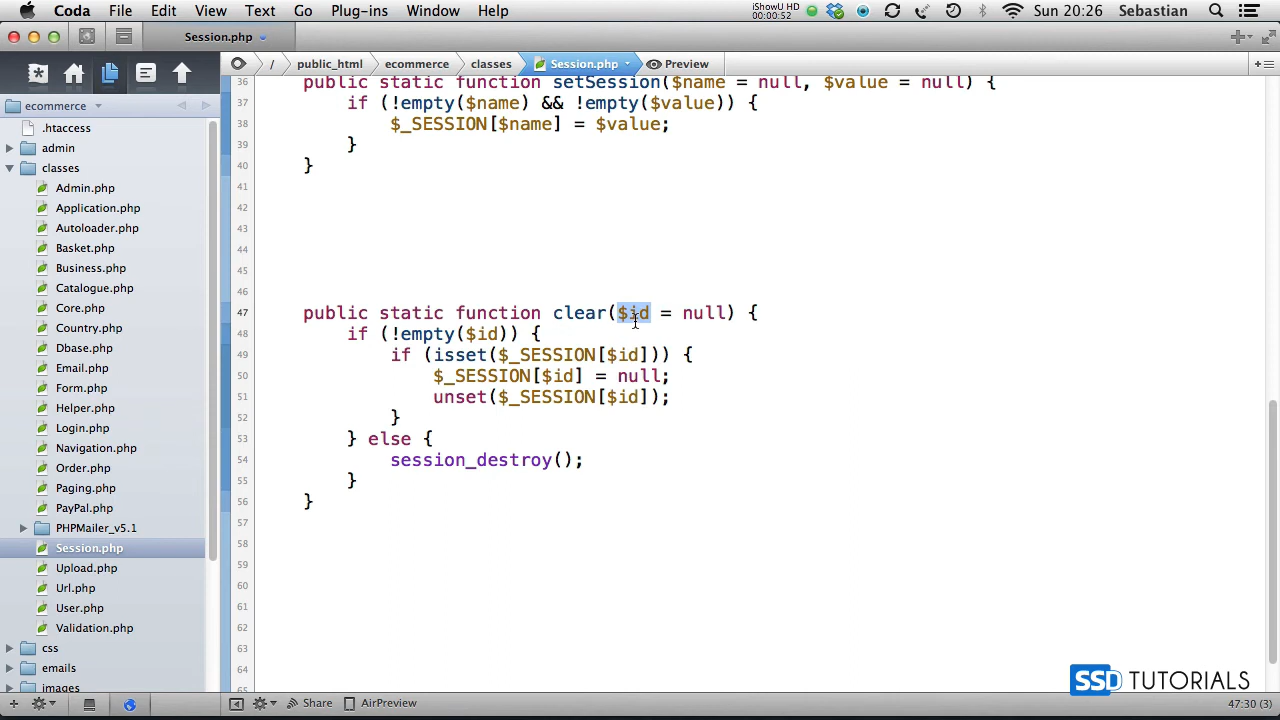 Coda File Edit View Text Go Plug-ins Window Help iShowU HD 00:00:52 Sun 20:26 Sebastian
Session.php
/ public_html ecommerce classes Session.php Preview
ecommerce
.htaccess
admin
classes
Admin.php
Application.php
Autoloader.php
Basket.php
Business.php
Catalogue.php
Core.php
Country.php
Dbase.php
Email.php
Form.php
Helper.php
Login.php
Navigation.php
Order.php
Paging.php
PayPal.php
PHPMailer_v5.1
Session.php
Upload.php
Url.php
User.php
Validation.php
css
emails
images
36 public static function setSession($name = null, $value = null) {
37 if (!empty($name) && !empty($value)) {
38 $_SESSION[$name] = $value;
39 }
40 }
41
42
43
44
45
46
47 public static function clear($id = null) {
48 if (!empty($id)) {
49 if (isset($_SESSION[$id])) {
50 $_SESSION[$id] = null;
51 unset($_SESSION[$id]);
52 }
53 } else {
54 session_destroy();
55 }
56 }
57
58
59
60
61
62
63
64
65
SSDTUTORIALS
Share AirPreview 47:30 (3)